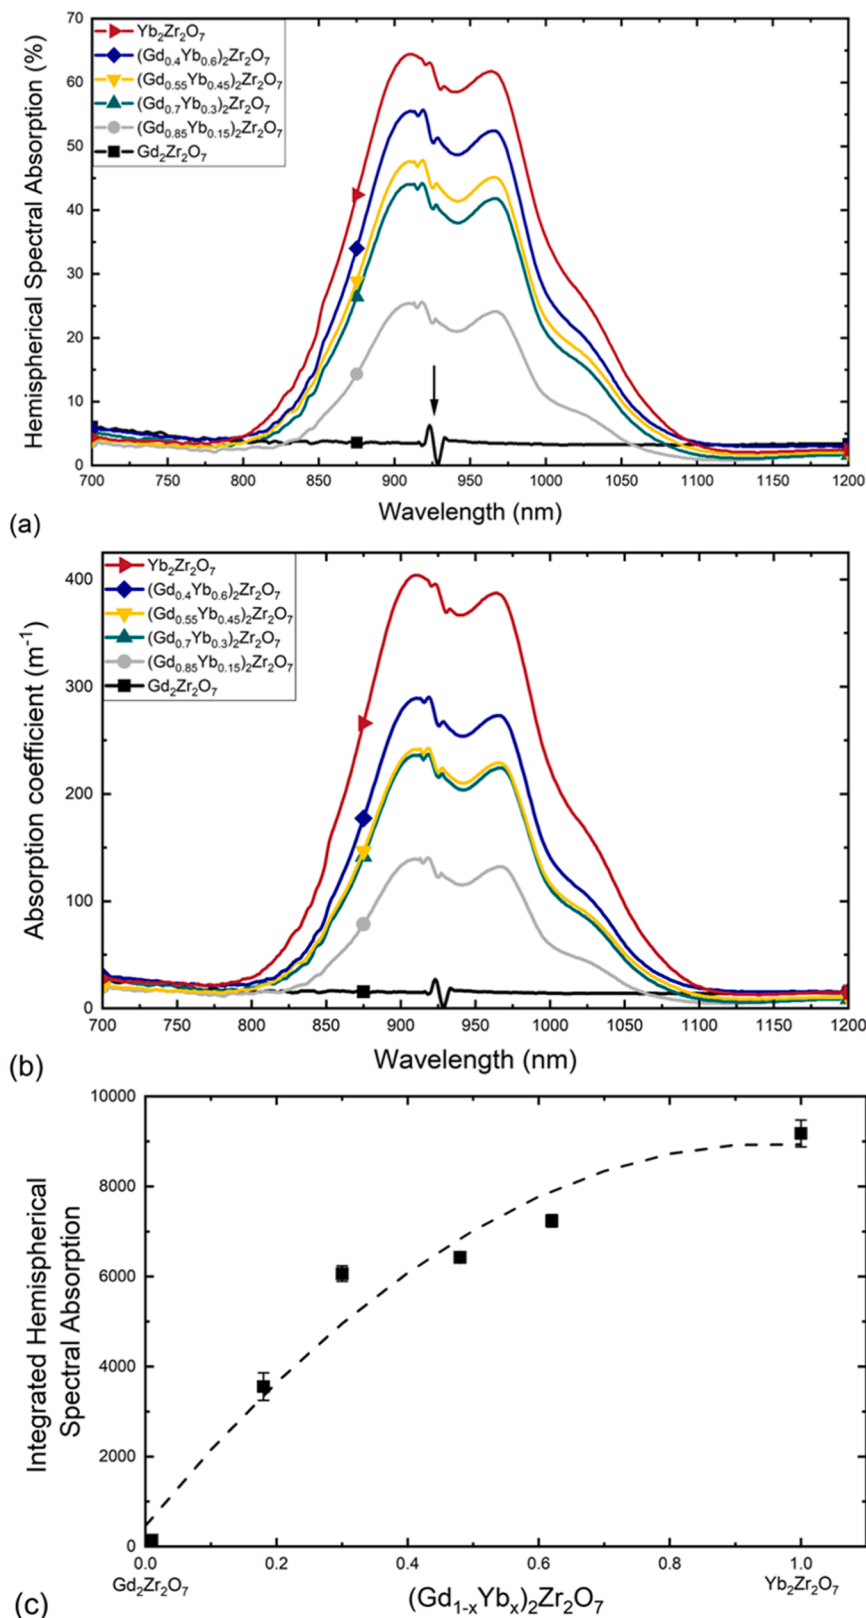 70
60
50
40
30
20
10
0
Hemispherical Spectral Absorption (%)
Yb₂Zr₂O₇
(Gd₀.₄Yb₀.₆)₂Zr₂O₇
(Gd₀.₅₅Yb₀.₄₅)₂Zr₂O₇
(Gd₀.₇Yb₀.₃)₂Zr₂O₇
(Gd₀.₈₅Yb₀.₁₅)₂Zr₂O₇
Gd₂Zr₂O₇
700 750 800 850 900 950 1000 1050 1100 1150 1200
Wavelength (nm)
(a)
400
300
200
100
0
Absorption coefficient (m⁻¹)
Yb₂Zr₂O₇
(Gd₀.₄Yb₀.₆)₂Zr₂O₇
(Gd₀.₅₅Yb₀.₄₅)₂Zr₂O₇
(Gd₀.₇Yb₀.₃)₂Zr₂O₇
(Gd₀.₈₅Yb₀.₁₅)₂Zr₂O₇
Gd₂Zr₂O₇
700 750 800 850 900 950 1000 1050 1100 1150 1200
Wavelength (nm)
(b)
10000
8000
6000
4000
2000
0
Integrated Hemispherical
Spectral Absorption
0.0 0.2 0.4 0.6 0.8 1.0
Gd₂Zr₂O₇ Yb₂Zr₂O₇
(Gd₁₋ₓYbₓ)₂Zr₂O₇
(c)